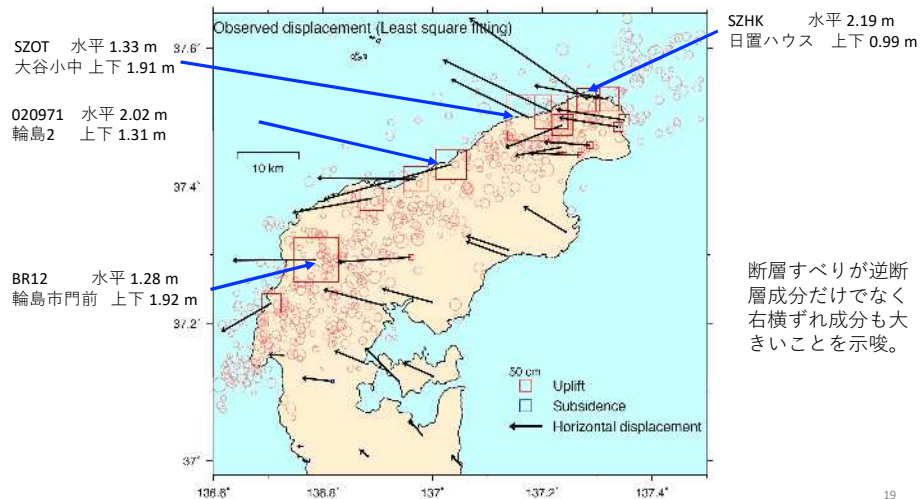 Observed displacement (Least square fitting)
SZOT 水平 1.33 m
大谷小中 上下 1.91 m
020971 水平 2.02 m
輪島2 上下 1.31 m
BR12 水平 1.28 m
輪島市門前 上下 1.92 m
SZHK 水平 2.19 m
日置ハウス 上下 0.99 m
37.6˚
37.4˚
37.2˚
37˚
10 km
50 cm
Uplift
Subsidence
Horizontal displacement
136.6˚ 136.8˚ 137˚ 137.2˚ 137.4˚
断層すべりが逆断
層成分だけでなく
右横ずれ成分も大
きいことを示唆。
19